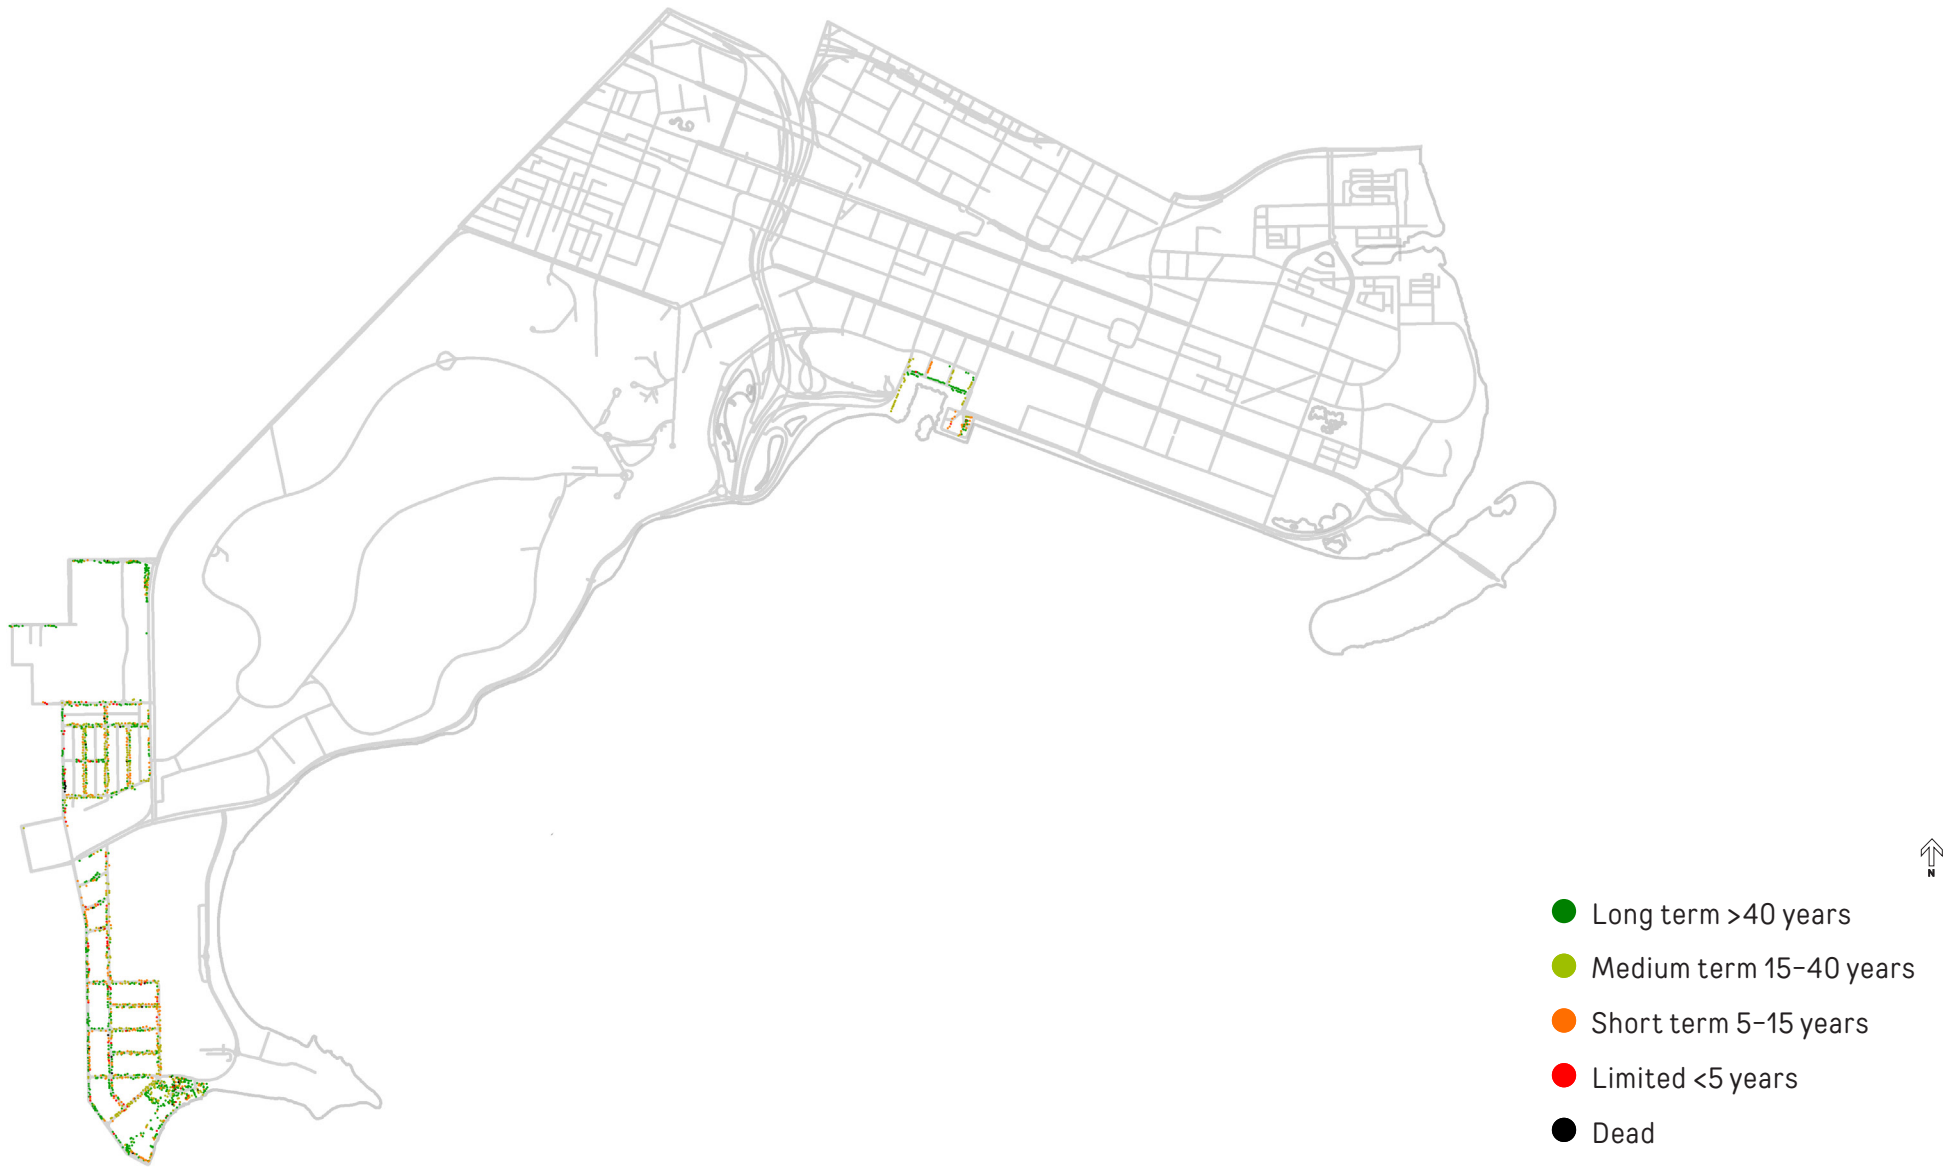 N
Long term >40 years
Medium term 15–40 years
Short term 5–15 years
Limited <5 years
Dead